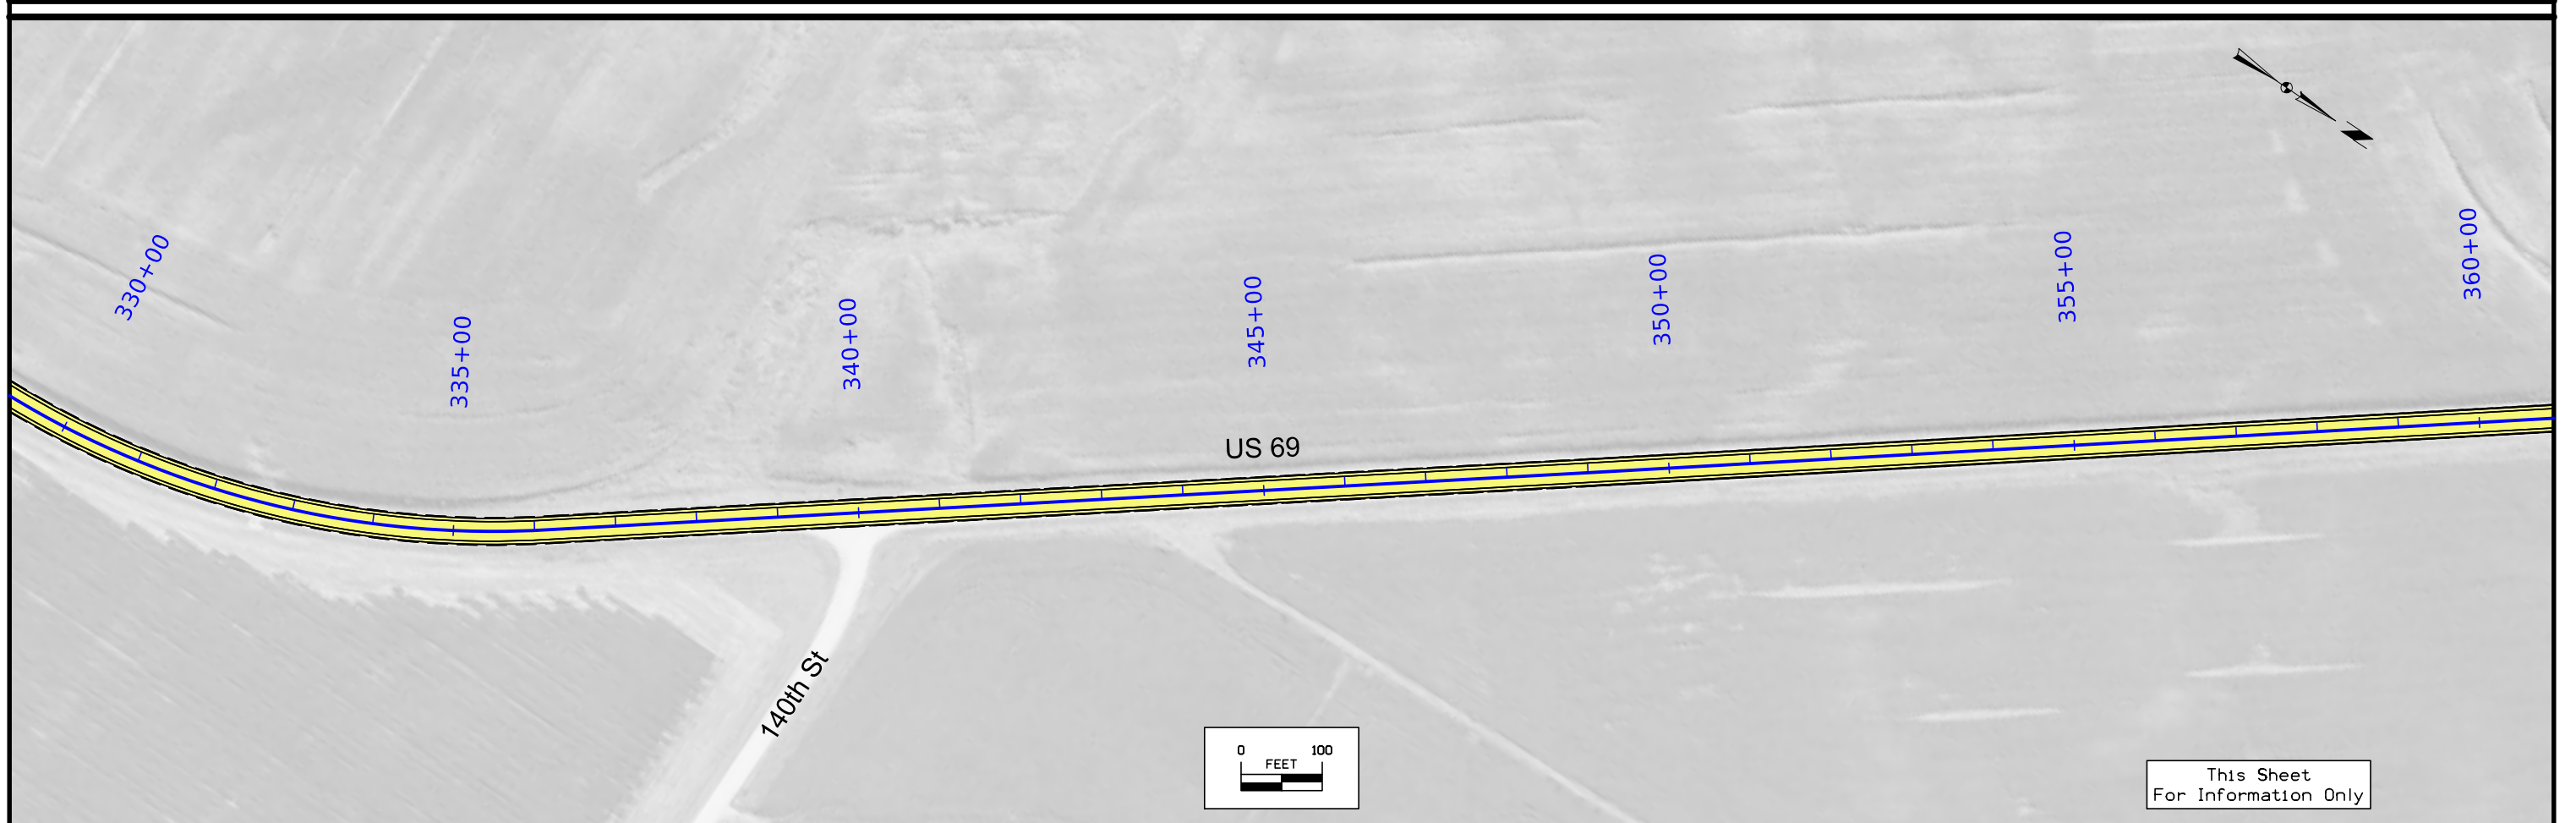 330+00
335+00
340+00
345+00
350+00
355+00
360+00
US 69
140th St
0 100
FEET
This Sheet
For Information Only
N